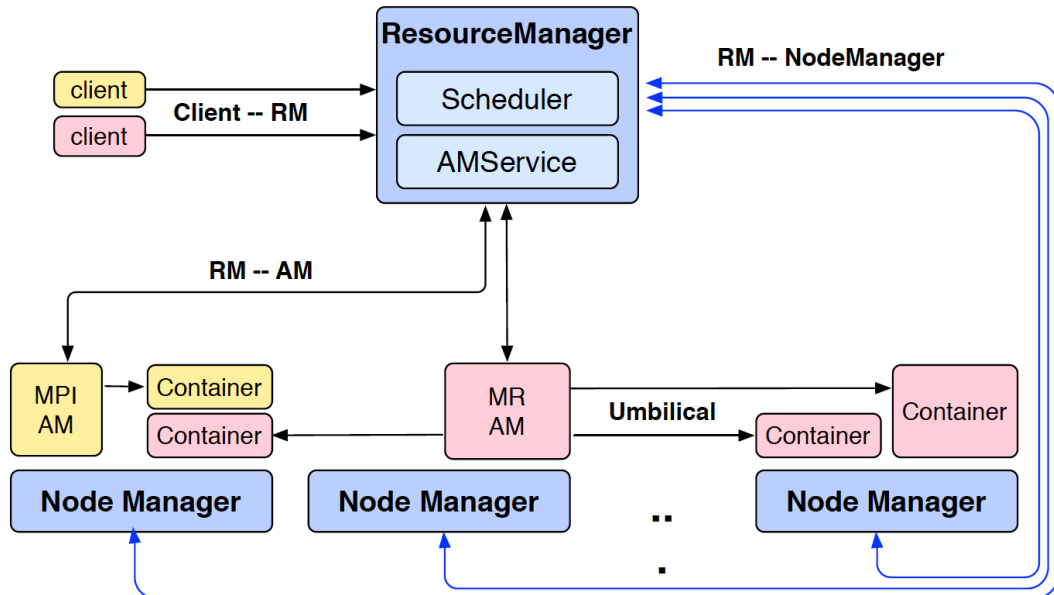 ResourceManager
RM -- NodeManager
client
Scheduler
Client -- RM
client
AMService
RM -- AM
MPI
AM
Container
Container
MR
AM
Umbilical
Container
Container
Node Manager
Node Manager
..
.
Node Manager